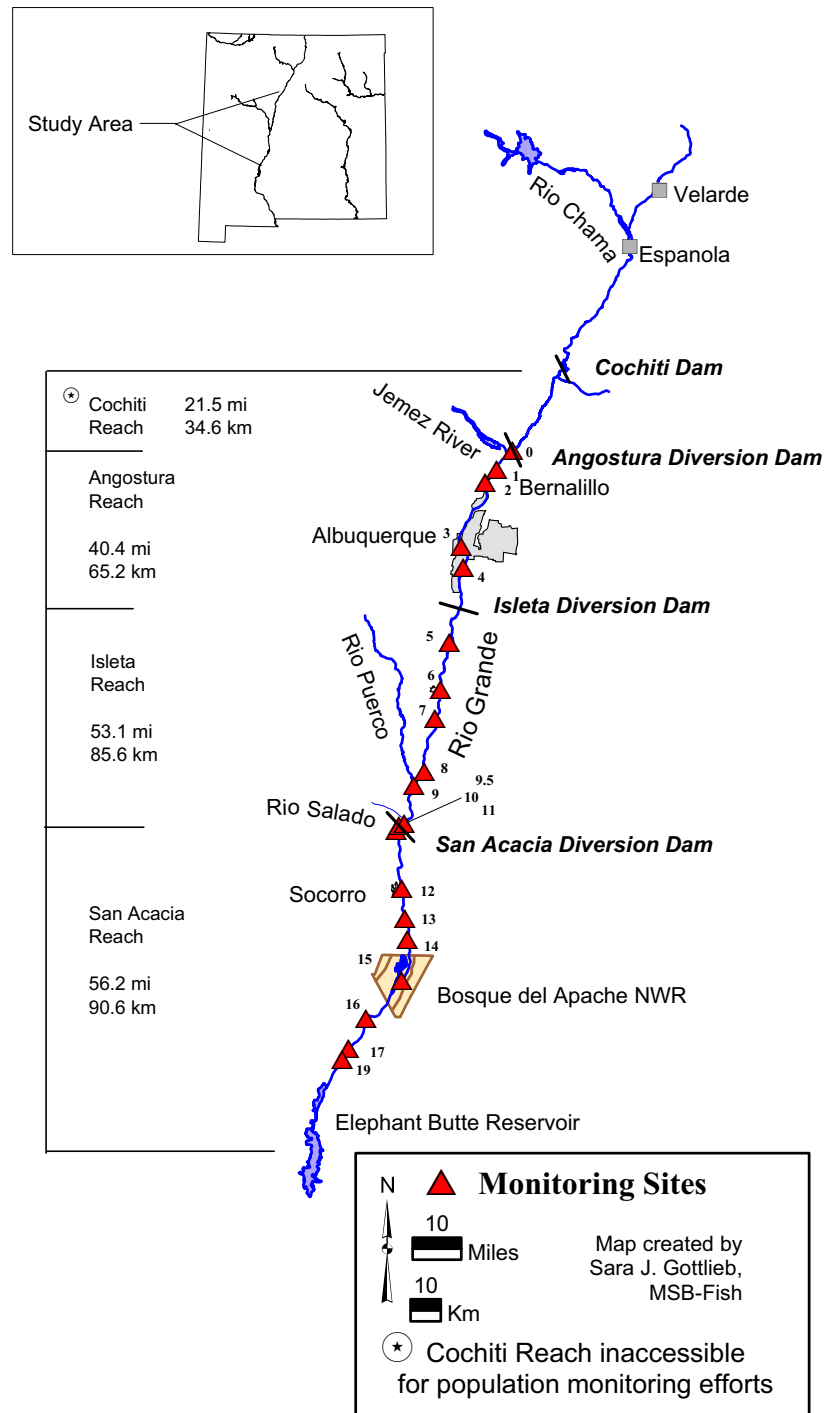 Study Area
Rio Chama
Velarde
Espanola
Cochiti Dam
Cochiti 21.5 mi
Reach 34.6 km
Jemez River
0
Angostura Diversion Dam
1
2
Bernalillo
Angostura
Reach
40.4 mi
65.2 km
Albuquerque
3
4
Isleta Diversion Dam
Isleta
Reach
53.1 mi
85.6 km
Rio Puerco
5
6
7
Rio Grande
8
9
9.5
10
11
Rio Salado
San Acacia Diversion Dam
Socorro
12
13
14
San Acacia
Reach
56.2 mi
90.6 km
15
Bosque del Apache NWR
16
17
19
Elephant Butte Reservoir
N
Monitoring Sites
10
Miles
10
Km
Map created by
Sara J. Gottlieb,
MSB-Fish
Cochiti Reach inaccessible
for population monitoring efforts